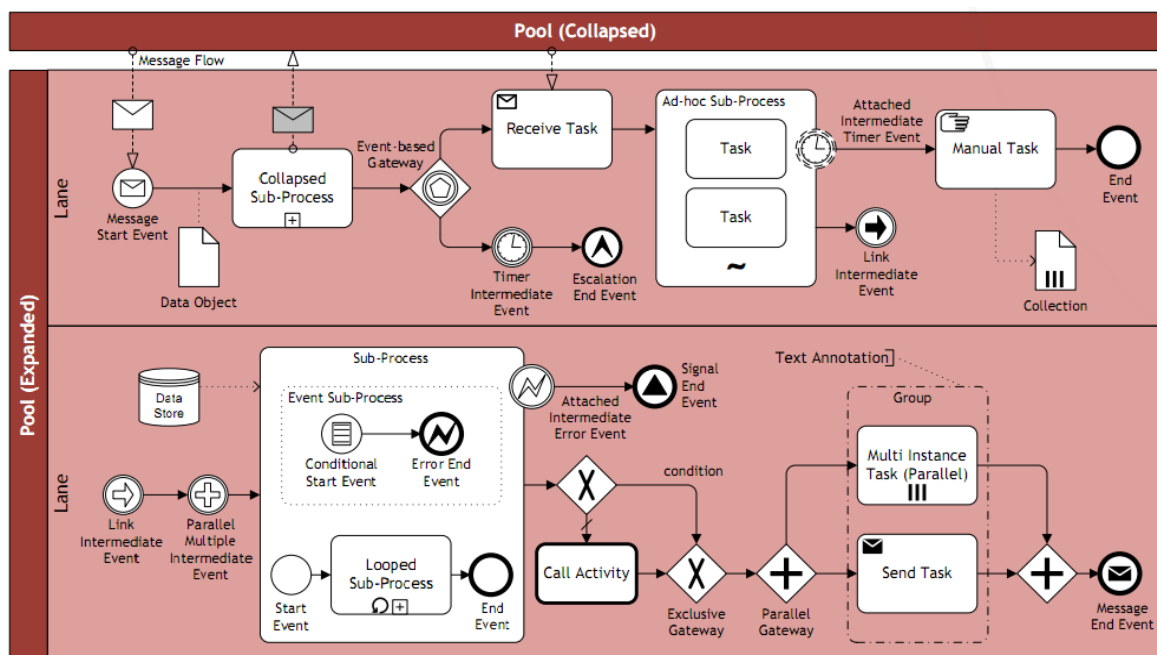 Pool (Collapsed)
Message Flow
Pool (Expanded)
Lane
Message
Start Event
Data Object
Collapsed
Sub-Process
Event-based
Gateway
Receive Task
Timer
Intermediate
Event
Escalation
End Event
Ad-hoc Sub-Process
Task
Task
Attached
Intermediate
Timer Event
Link
Intermediate
Event
Manual Task
End
Event
Collection
Lane
Data
Store
Link
Intermediate
Event
Parallel
Multiple
Intermediate
Event
Sub-Process
Event Sub-Process
Conditional
Start Event
Error End
Event
Start
Event
Looped
Sub-Process
End
Event
Attached
Intermediate
Error Event
Signal
End
Event
condition
Call Activity
Exclusive
Gateway
Parallel
Gateway
Text Annotation
Group
Multi Instance
Task (Parallel)
Send Task
Message
End Event